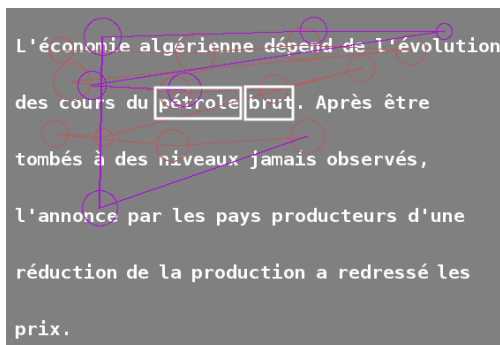 L'économie algérienne dépend de l'évolution
des cours du pétrole brut. Après être
tombés à des niveaux jamais observés,
l'annonce par les pays producteurs d'une
réduction de la production a redressé les
prix.